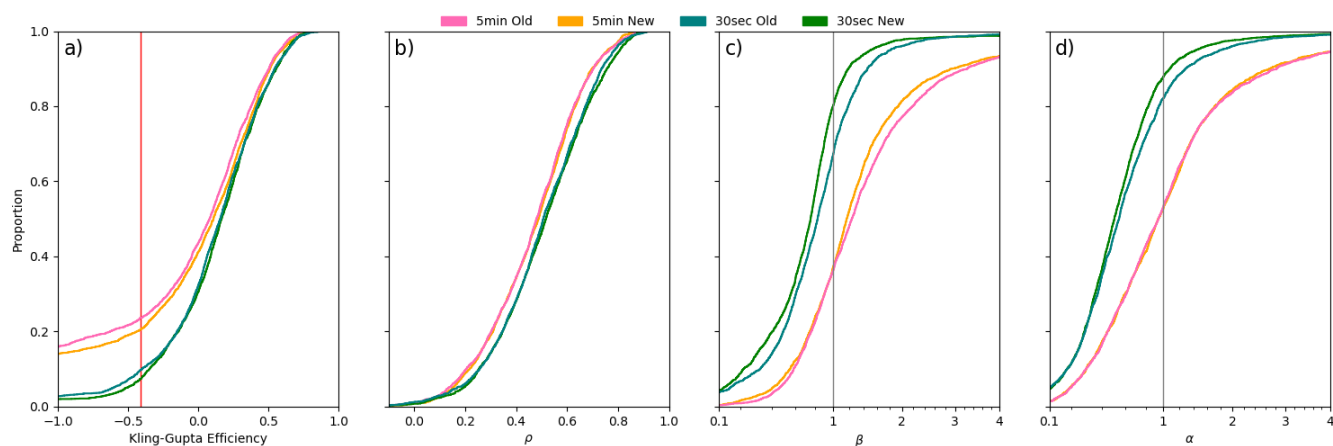 5min Old 5min New 30sec Old 30sec New
a) b) c) d)
Proportion
1.0
0.8
0.6
0.4
0.2
0.0
−1.0 −0.5 0.0 0.5 1.0
Kling-Gupta Efficiency
0.0 0.2 0.4 0.6 0.8 1.0
ρ
0.1 1 2 3 4
β
0.1 1 2 3 4
α